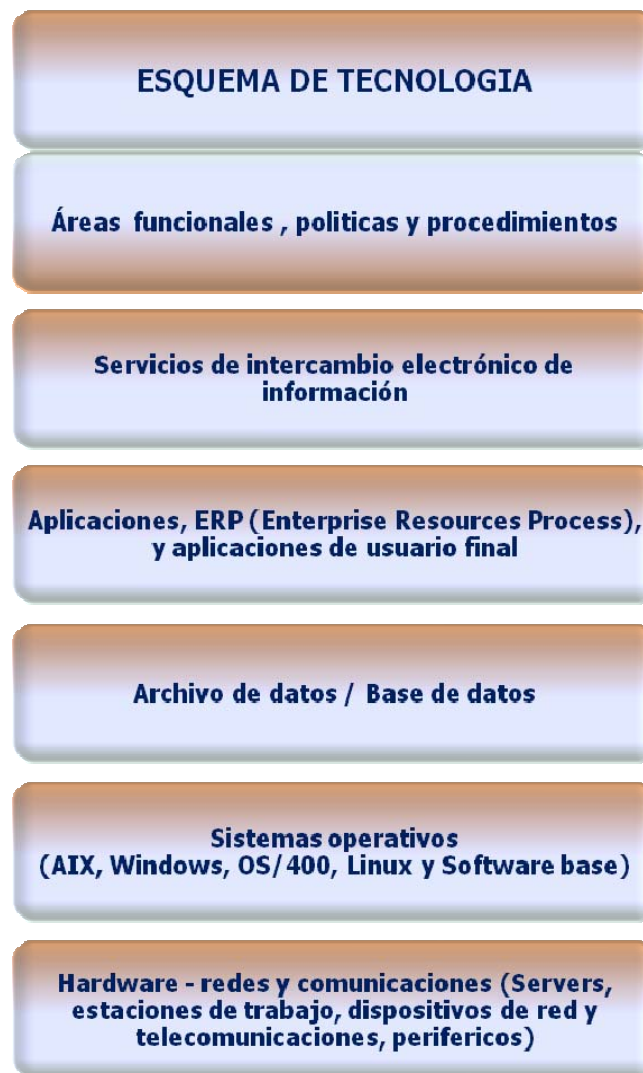 ESQUEMA DE TECNOLOGIA
Áreas funcionales , politicas y procedimientos
Servicios de intercambio electrónico de
información
Aplicaciones, ERP (Enterprise Resources Process),
y aplicaciones de usuario final
Archivo de datos / Base de datos
Sistemas operativos
(AIX, Windows, OS/400, Linux y Software base)
Hardware - redes y comunicaciones (Servers,
estaciones de trabajo, dispositivos de red y
telecomunicaciones, perifericos)